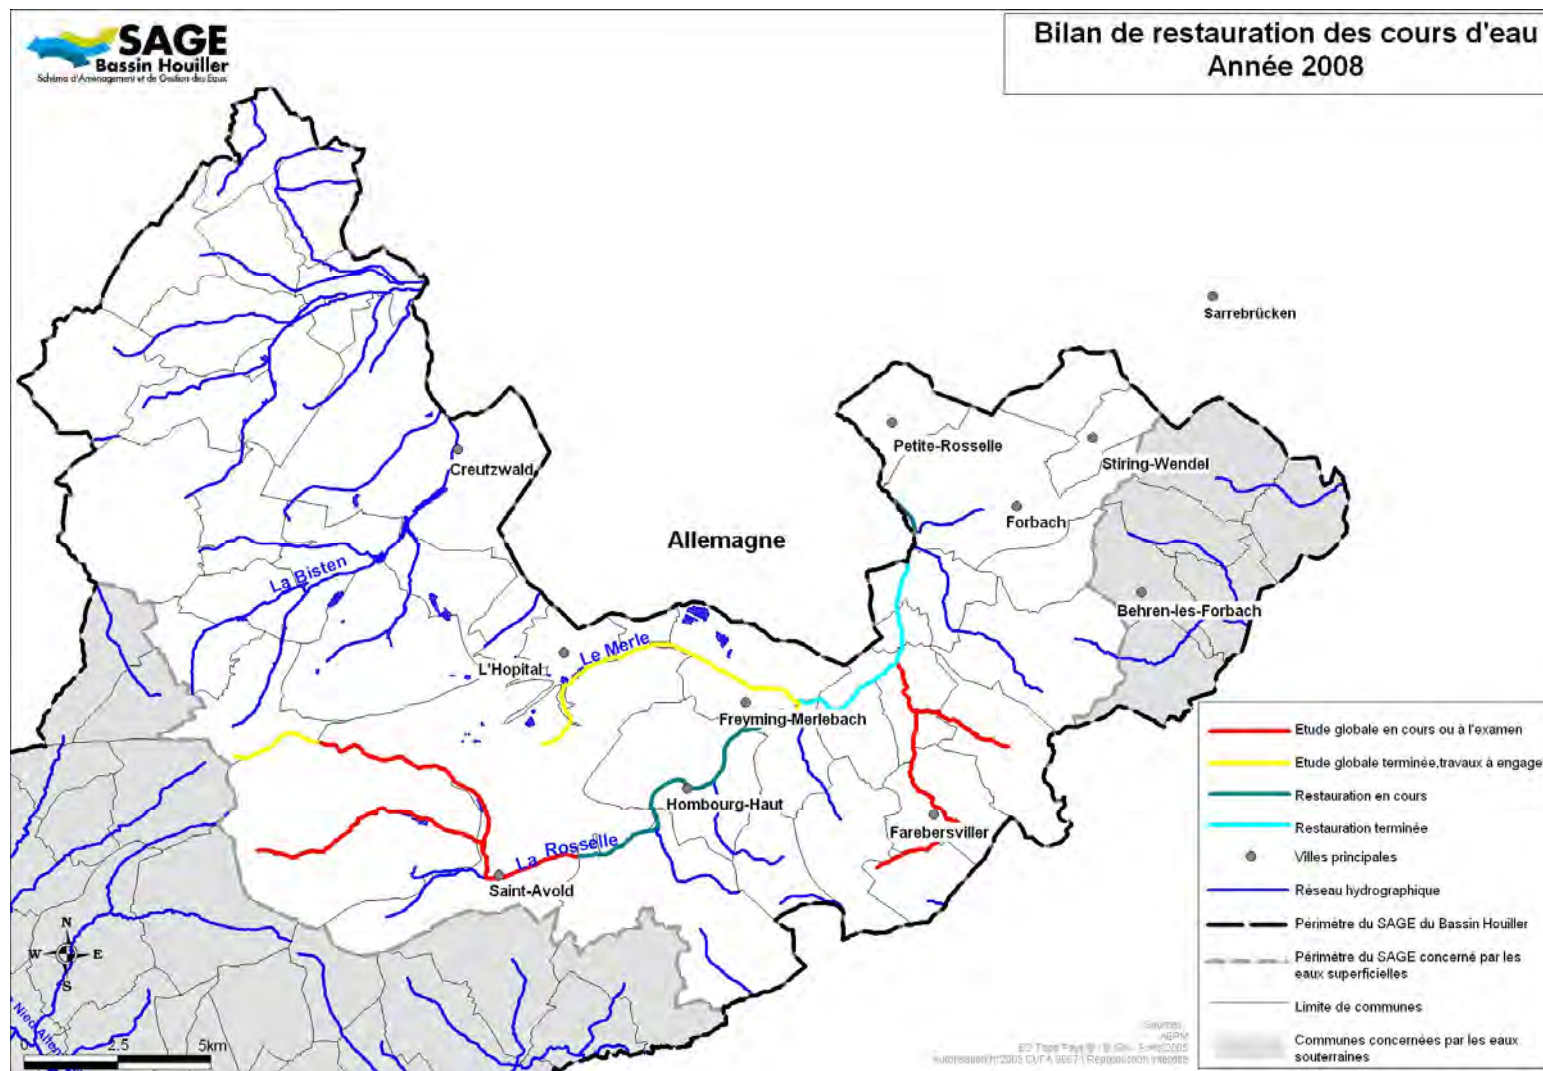 SAGE
Bassin Houiller
Schéma d'Aménagement et de Gestion des Eaux
Bilan de restauration des cours d'eau
Année 2008
Sarrebrücken
Petite-Rosselle
Stiring-Wendel
Creutzwald
Forbach
Allemagne
La Bisten
Behren-les-Forbach
Le Merle
L'Hopital
Freyming-Merlebach
Hombourg-Haut
Farebersviller
La Rosselle
Saint-Avold
Etude globale en cours ou à l'examen
Etude globale terminée,travaux à engage
Restauration en cours
Restauration terminée
Villes principales
Réseau hydrographique
Périmètre du SAGE du Bassin Houiller
Périmètre du SAGE concerné par les
eaux superficielles
Limite de communes
Communes concernées par les eaux
souterraines
N
W E
S
0 2.5 5km
AERM